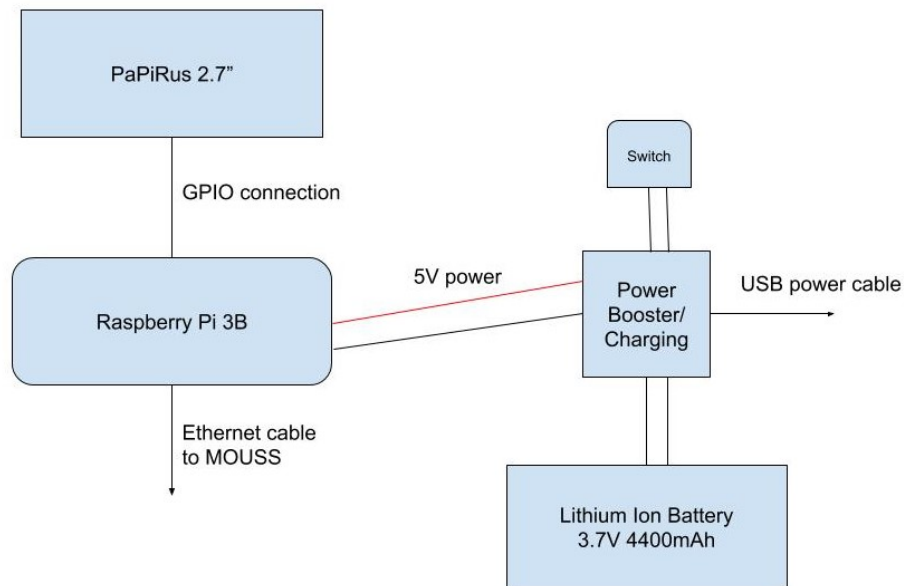 PaPiRus 2.7”
GPIO connection
Switch
5V power
Raspberry Pi 3B
Power
Booster/
Charging
USB power cable
Ethernet cable
to MOUSS
Lithium Ion Battery
3.7V 4400mAh